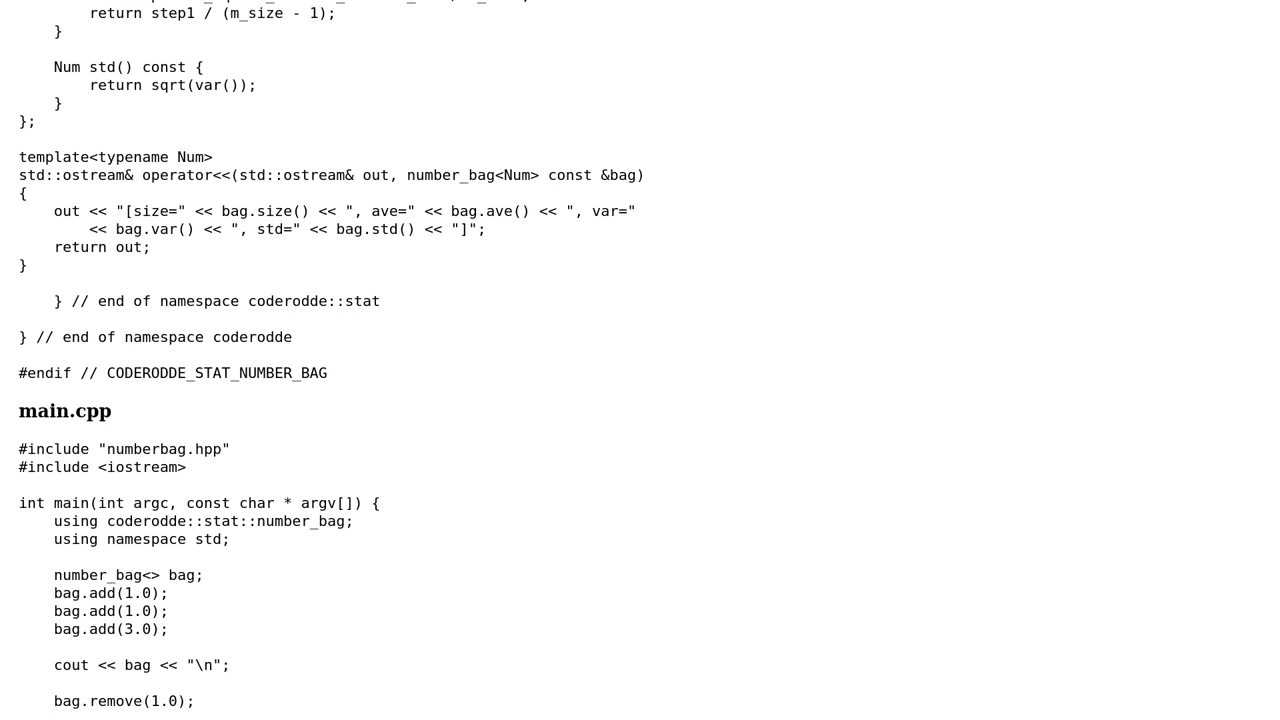 return step1 / (m_size - 1);
    }

    Num std() const {
        return sqrt(var());
    }
};

template<typename Num>
std::ostream& operator<<(std::ostream& out, number_bag<Num> const &bag)
{
    out << "[size=" << bag.size() << ", ave=" << bag.ave() << ", var="
        << bag.var() << ", std=" << bag.std() << "]";
    return out;
}

    } // end of namespace coderodde::stat

} // end of namespace coderodde

#endif // CODERODDE_STAT_NUMBER_BAG

main.cpp

#include "numberbag.hpp"
#include <iostream>

int main(int argc, const char * argv[]) {
    using coderodde::stat::number_bag;
    using namespace std;

    number_bag<> bag;
    bag.add(1.0);
    bag.add(1.0);
    bag.add(3.0);

    cout << bag << "\n";

    bag.remove(1.0);